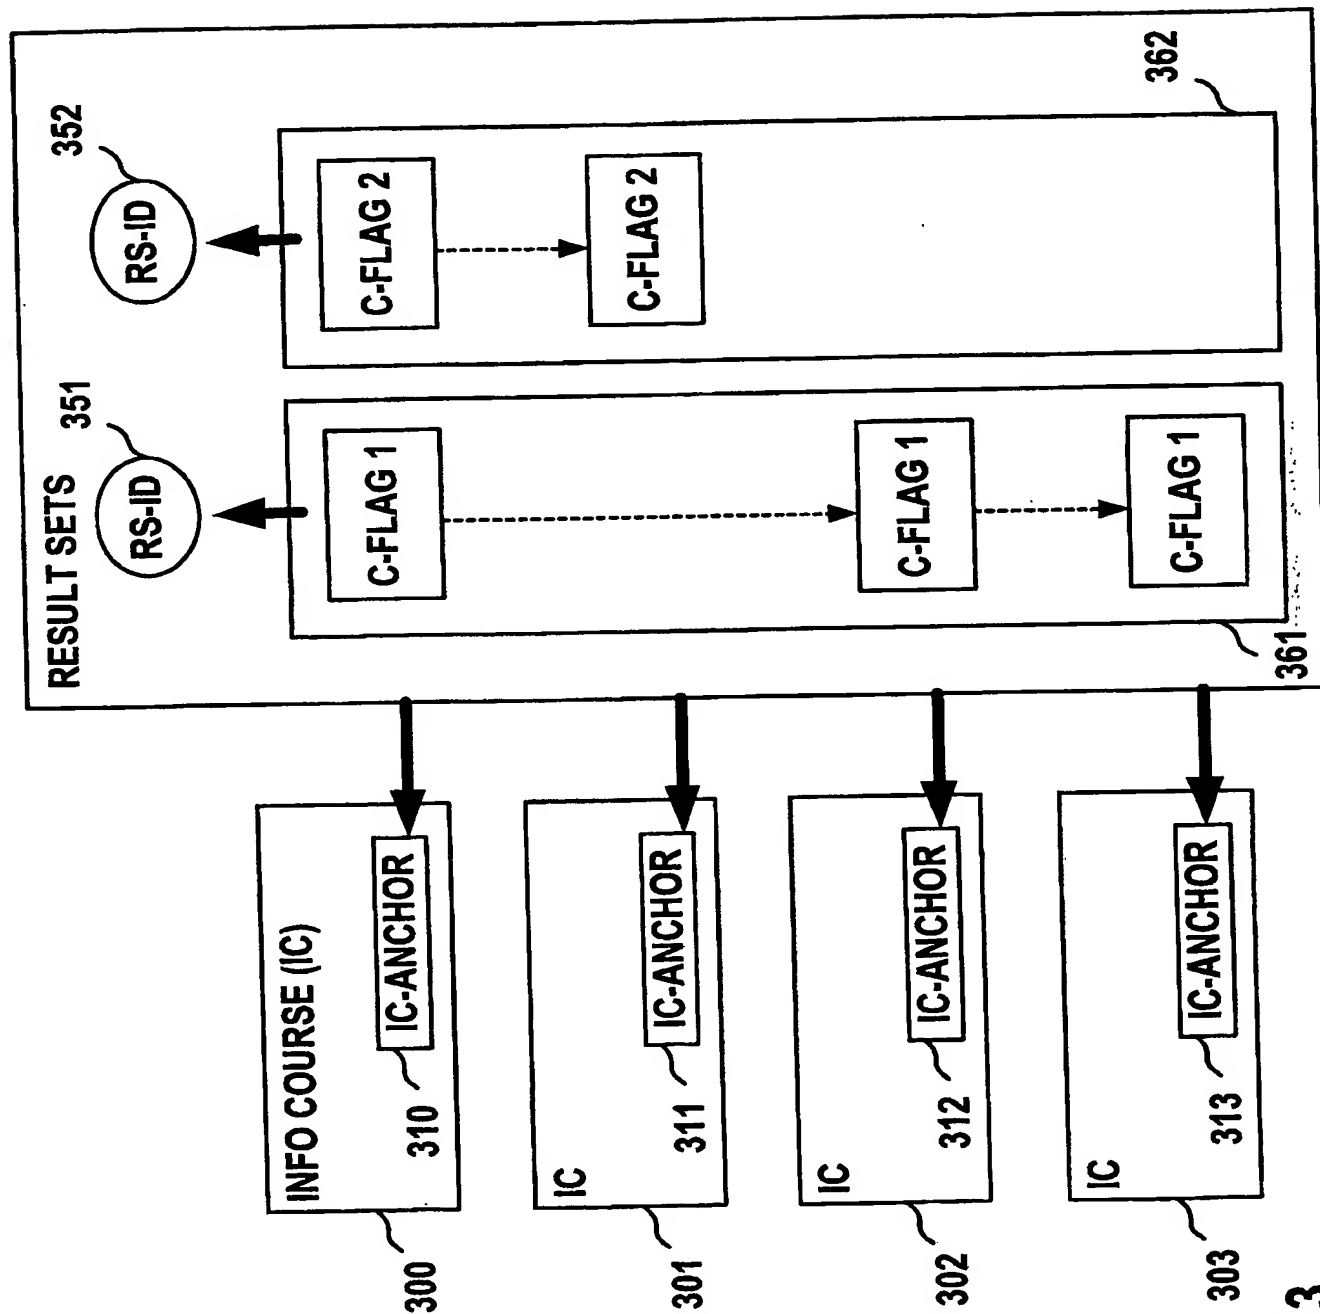 RESULT SETS
351
352
RS-ID
RS-ID
INFO COURSE (IC)
IC-ANCHOR
310
300
C-FLAG 1
C-FLAG 2
IC
IC-ANCHOR
311
301
C-FLAG 2
IC
IC-ANCHOR
312
302
C-FLAG 1
IC
IC-ANCHOR
313
303
C-FLAG 1
361
362
3